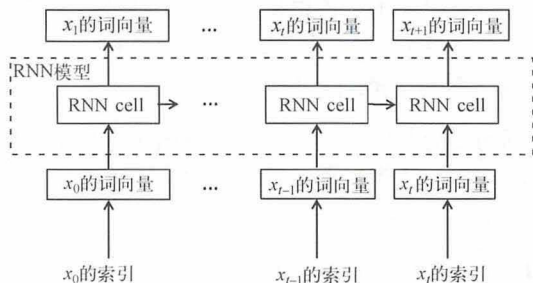 x₁的词向量 ... xₜ的词向量 xₜ₊₁的词向量
RNN模型
RNN cell ... RNN cell RNN cell
x₀的词向量 ... xₜ₋₁的词向量 xₜ的词向量
x₀的索引 xₜ₋₁的索引 xₜ的索引